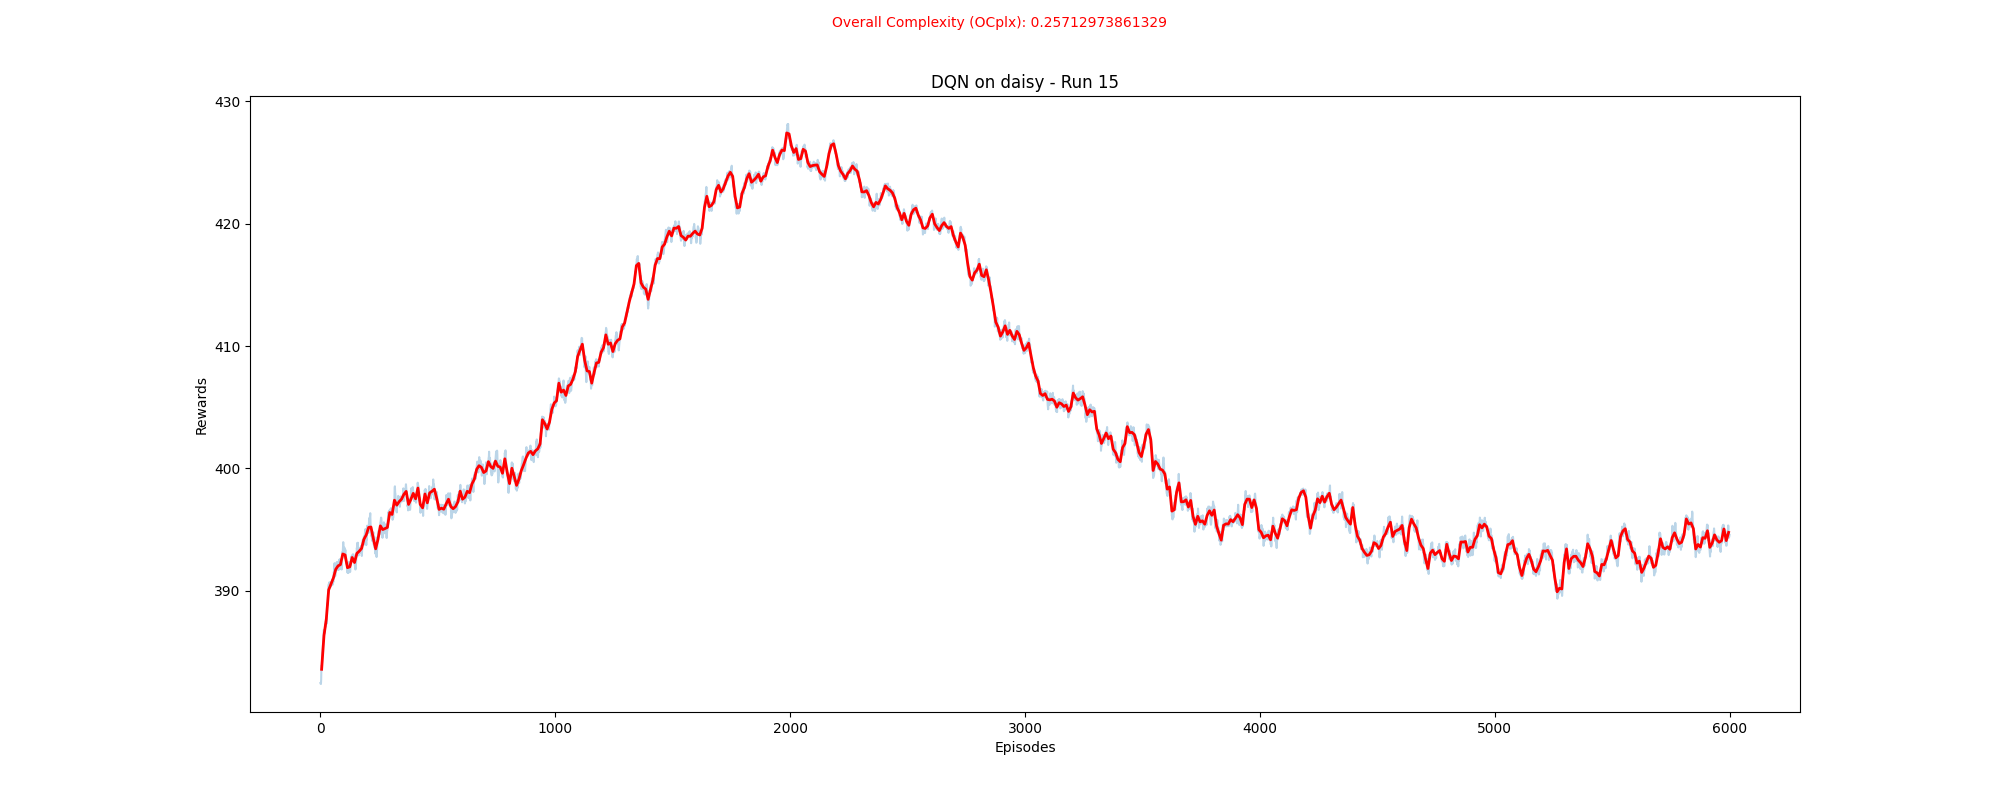 Overall Complexity (OCplx): 0.25712973861329
DQN on daisy - Run 15
430
420
410
400
390
Rewards
0 1000 2000 3000 4000 5000 6000
Episodes